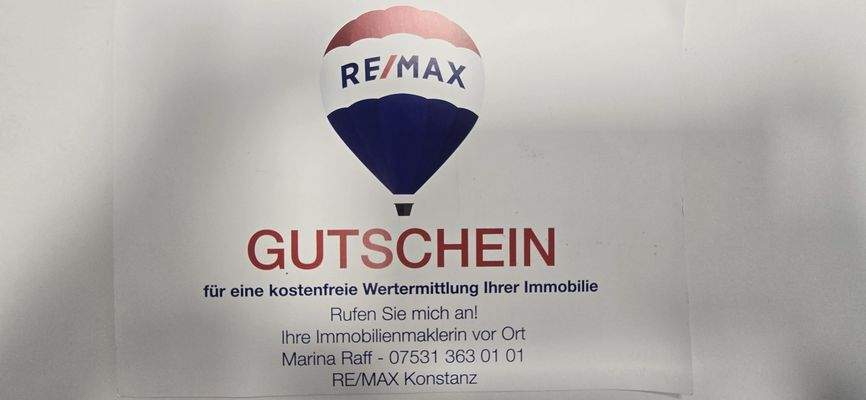 RE/MAX
GUTSCHEIN
für eine kostenfreie Wertermittlung Ihrer Immobilie
Rufen Sie mich an!
Ihre Immobilienmaklerin vor Ort
Marina Raff - 07531 363 01 01
RE/MAX Konstanz